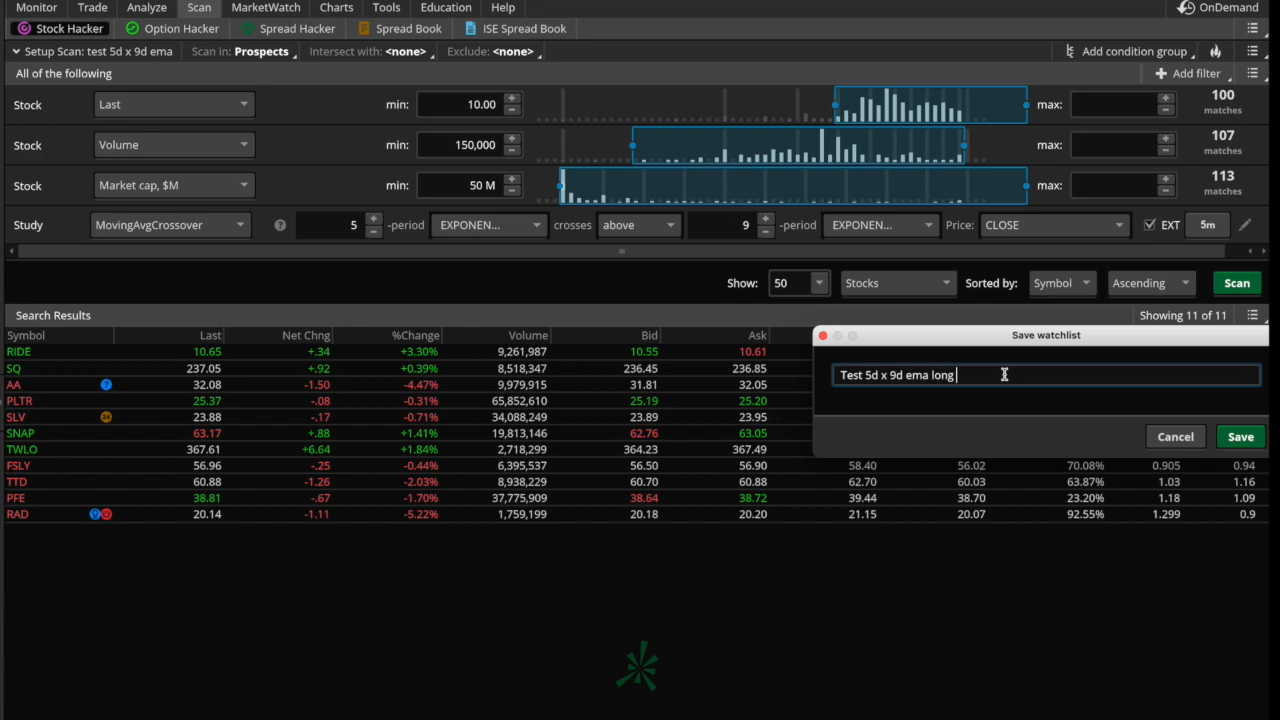 Monitor Trade Analyze Scan MarketWatch Charts Tools Education Help OnDemand
Stock Hacker Option Hacker Spread Hacker Spread Book ISE Spread Book
Setup Scan: test 5d x 9d ema Scan in: Prospects Intersect with: <none> Exclude: <none> Add condition group
All of the following + Add filter
Stock Last min: 10.00 max: 100
matches
Stock Volume min: 150,000 max: 107
matches
Stock Market cap, $M min: 50 M max: 113
matches
Study MovingAvgCrossover ? 5 -period EXPONEN... crosses above 9 -period EXPONEN... Price: CLOSE EXT 5m
Show: 50 Stocks Sorted by: Symbol Ascending Scan
Search Results Showing 11 of 11
Symbol Last Net Chng %Change Volume Bid Ask
Save watchlist
RIDE 10.65 +.34 +3.30% 9,261,987 10.55 10.61
SQ 237.05 +.92 +0.39% 8,518,347 236.45 236.85
Test 5d x 9d ema long
AA ? 32.08 -1.50 -4.47% 9,979,915 31.81 32.05
PLTR 25.37 -.08 -0.31% 65,852,610 25.19 25.20
SLV 24 23.88 -.17 -0.71% 34,088,249 23.89 23.95
SNAP 63.17 +.88 +1.41% 19,813,146 62.76 63.05
Cancel Save
TWLO 367.61 +6.64 +1.84% 2,718,299 364.23 367.49
FSLY 56.96 -.25 -0.44% 6,395,537 56.50 56.90 58.40 56.02 70.08% 0.905 0.94
TTD 60.88 -1.26 -2.03% 8,938,229 60.70 60.88 62.70 60.03 63.87% 1.03 1.16
PFE 38.81 -.67 -1.70% 37,775,909 38.64 38.72 39.44 38.70 23.20% 1.18 1.09
RAD 20.14 -1.11 -5.22% 1,759,199 20.18 20.20 21.15 20.07 92.55% 1.299 0.9